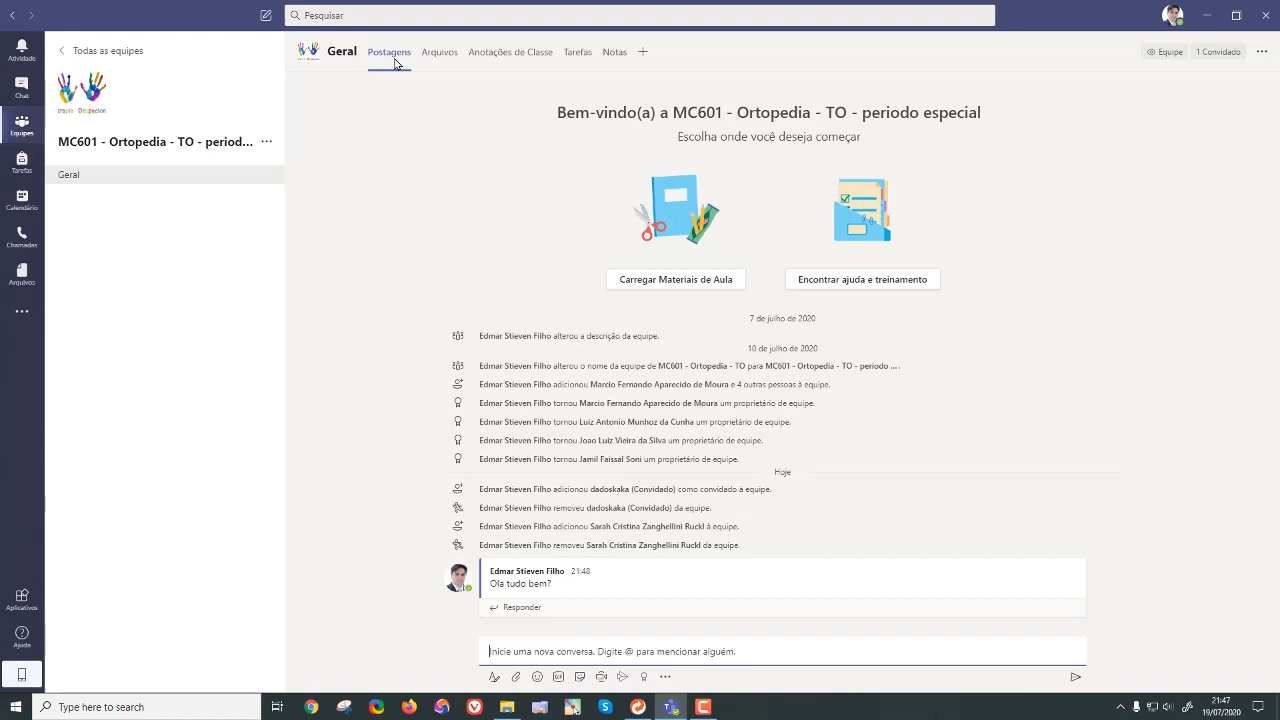 Pesquisar
Atividade
Chat
Equipes
Tarefas
Calendário
Chamadas
Arquivos
Aplicativos
Ajuda
Todas as equipes
MC601 - Ortopedia - TO - period...
Geral
Geral
Postagens
Arquivos
Anotações de Classe
Tarefas
Notas
Equipe
1 Convidado
Bem-vindo(a) a MC601 - Ortopedia - TO - periodo especial
Escolha onde você deseja começar
Carregar Materiais de Aula
Encontrar ajuda e treinamento
7 de julho de 2020
Edmar Stieven Filho alterou a descrição da equipe.
10 de julho de 2020
Edmar Stieven Filho alterou o nome da equipe de MC601 - Ortopedia - TO para MC601 - Ortopedia - TO - periodo ... .
Edmar Stieven Filho adicionou Marcio Fernando Aparecido de Moura e 4 outras pessoas à equipe.
Edmar Stieven Filho tornou Marcio Fernando Aparecido de Moura um proprietário de equipe.
Edmar Stieven Filho tornou Luiz Antonio Munhoz da Cunha um proprietário de equipe.
Edmar Stieven Filho tornou Joao Luiz Vieira da Silva um proprietário de equipe.
Edmar Stieven Filho tornou Jamil Faissal Soni um proprietário de equipe.
Hoje
Edmar Stieven Filho adicionou dadoskaka (Convidado) como convidado à equipe.
Edmar Stieven Filho removeu dadoskaka (Convidado) da equipe.
Edmar Stieven Filho adicionou Sarah Cristina Zanghellini Ruckl à equipe.
Edmar Stieven Filho removeu Sarah Cristina Zanghellini Ruckl da equipe.
Edmar Stieven Filho 21:48
Ola tudo bem?
Responder
Inicie uma nova conversa. Digite @ para mencionar alguém.
Type here to search
21:47
19/07/2020